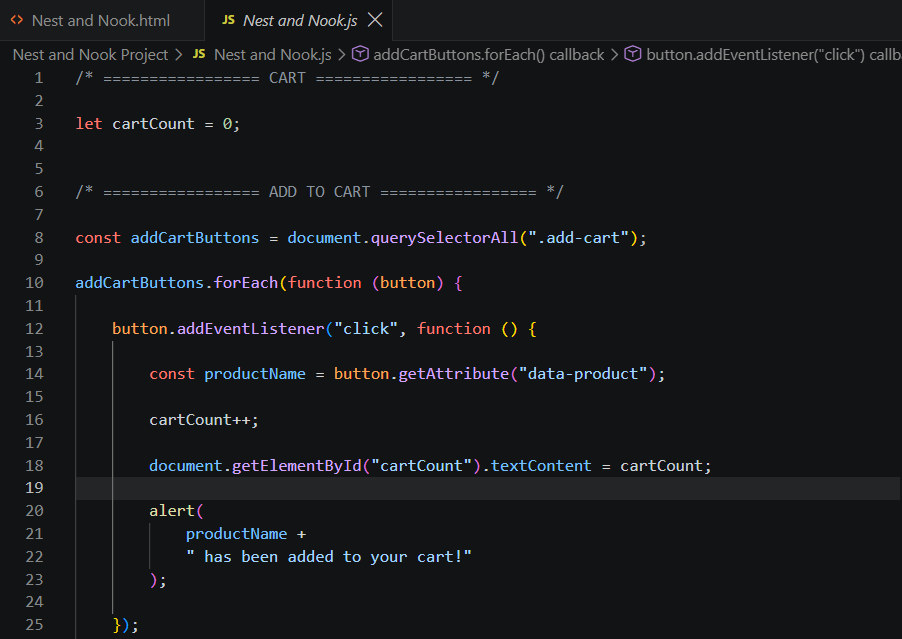 <> Nest and Nook.html JS Nest and Nook.js
Nest and Nook Project > JS Nest and Nook.js > addCartButtons.forEach() callback > button.addEventListener("click") callb
1 /* ================= CART ================= */
2
3 let cartCount = 0;
4
5
6 /* ================= ADD TO CART ================= */
7
8 const addCartButtons = document.querySelectorAll(".add-cart");
9
10 addCartButtons.forEach(function (button) {
11
12 button.addEventListener("click", function () {
13
14 const productName = button.getAttribute("data-product");
15
16 cartCount++;
17
18 document.getElementById("cartCount").textContent = cartCount;
19
20 alert(
21 productName +
22 " has been added to your cart!"
23 );
24
25 });